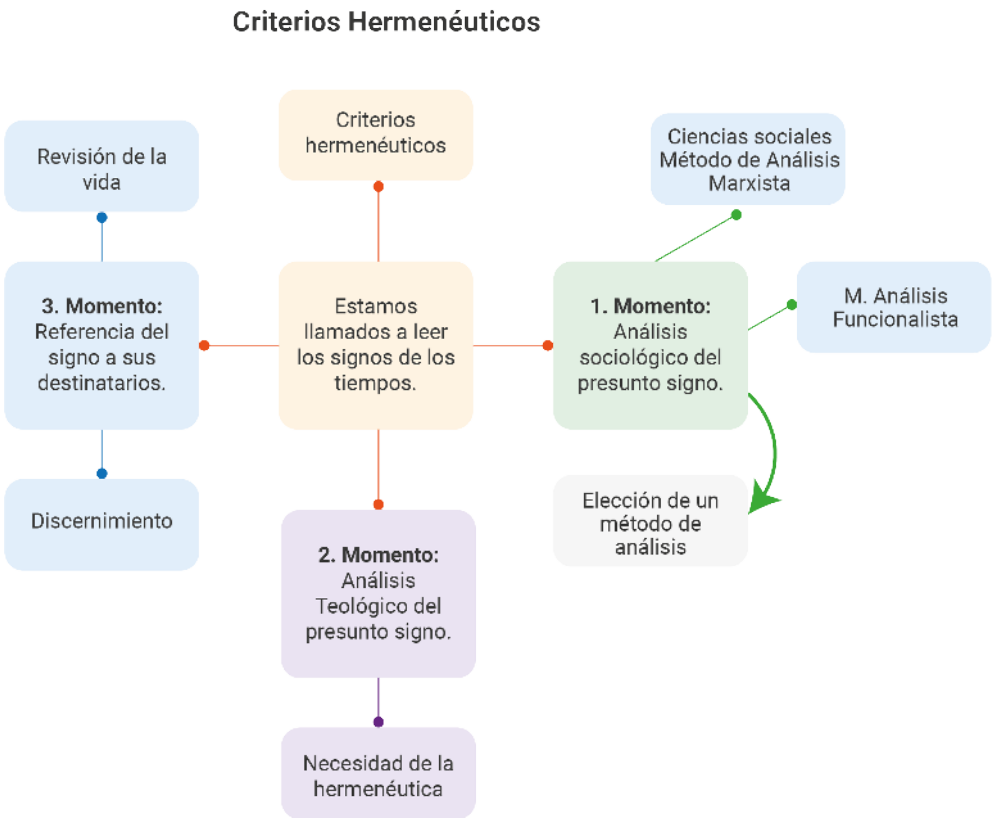 Criterios Hermenéuticos
Criterios
hermenéuticos
Estamos
llamados a leer
los signos de los
tiempos.
1. Momento:
Análisis
sociológico del
presunto signo.
Ciencias sociales
Método de Análisis
Marxista
M. Análisis
Funcionalista
Elección de un
método de
análisis
2. Momento:
Análisis
Teológico del
presunto signo.
Necesidad de la
hermenéutica
3. Momento:
Referencia del
signo a sus
destinatarios.
Revisión de la
vida
Discernimiento